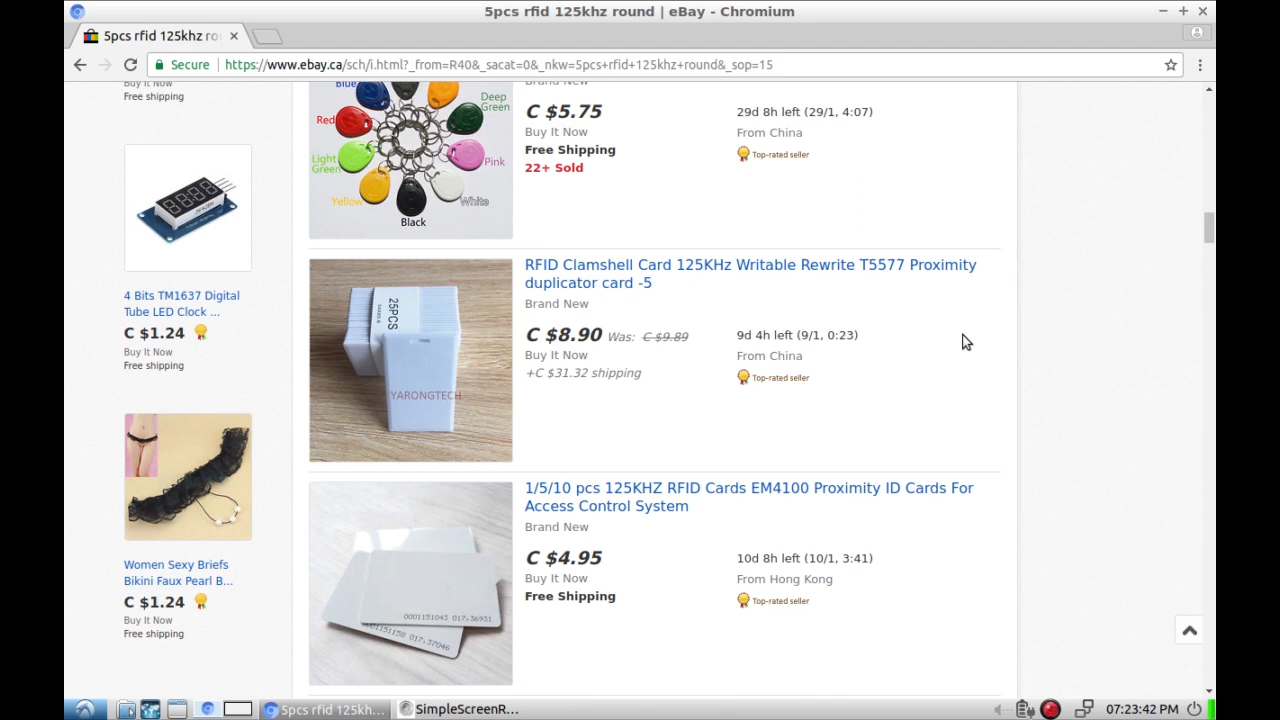 5pcs rfid 125khz round | eBay - Chromium
5pcs rfid 125khz ro
Secure
https://www.ebay.ca/sch/i.html?_from=R40&_sacat=0&_nkw=5pcs+rfid+125khz+round&_sop=15
Buy It Now
Free shipping
4 Bits TM1637 Digital
Tube LED Clock ...
C $1.24
Buy It Now
Free shipping
Women Sexy Briefs
Bikini Faux Pearl B...
C $1.24
Buy It Now
Free shipping
Blue
Deep
Green
Red
Light
Green
Pink
Yellow
White
Black
Brand New
C $5.75
Buy It Now
Free Shipping
22+ Sold
29d 8h left (29/1, 4:07)
From China
Top-rated seller
25PCS
YARONGTECH
RFID Clamshell Card 125KHz Writable Rewrite T5577 Proximity
duplicator card -5
Brand New
C $8.90 Was: C $9.89
Buy It Now
+C $31.32 shipping
9d 4h left (9/1, 0:23)
From China
Top-rated seller
0001151043 017,36931
0001151158 017,37046
1/5/10 pcs 125KHZ RFID Cards EM4100 Proximity ID Cards For
Access Control System
Brand New
C $4.95
Buy It Now
Free Shipping
10d 8h left (10/1, 3:41)
From Hong Kong
Top-rated seller
5pcs rfid 125kh...
SimpleScreenR...
07:23:42 PM